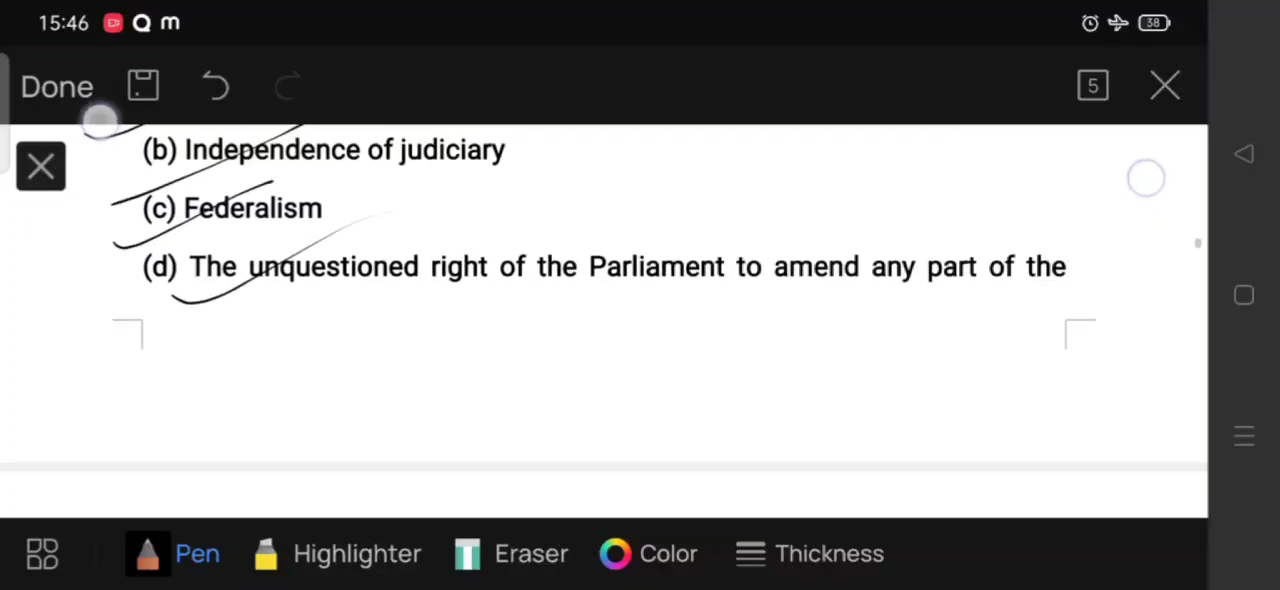 15:46 Q m 38
Done 5
(b) Independence of judiciary
(c) Federalism
(d) The unquestioned right of the Parliament to amend any part of the
Pen Highlighter Eraser Color Thickness